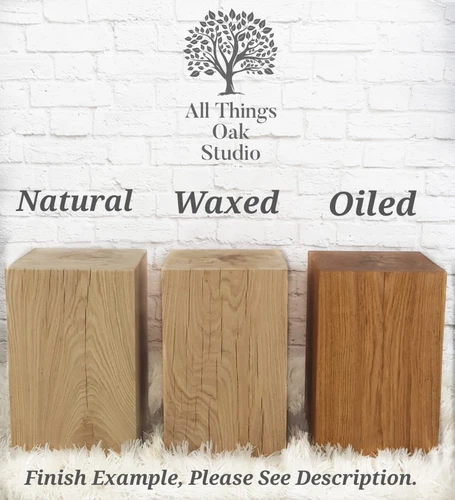 All Things
Oak
Studio
Natural Waxed Oiled
Finish Example, Please See Description.